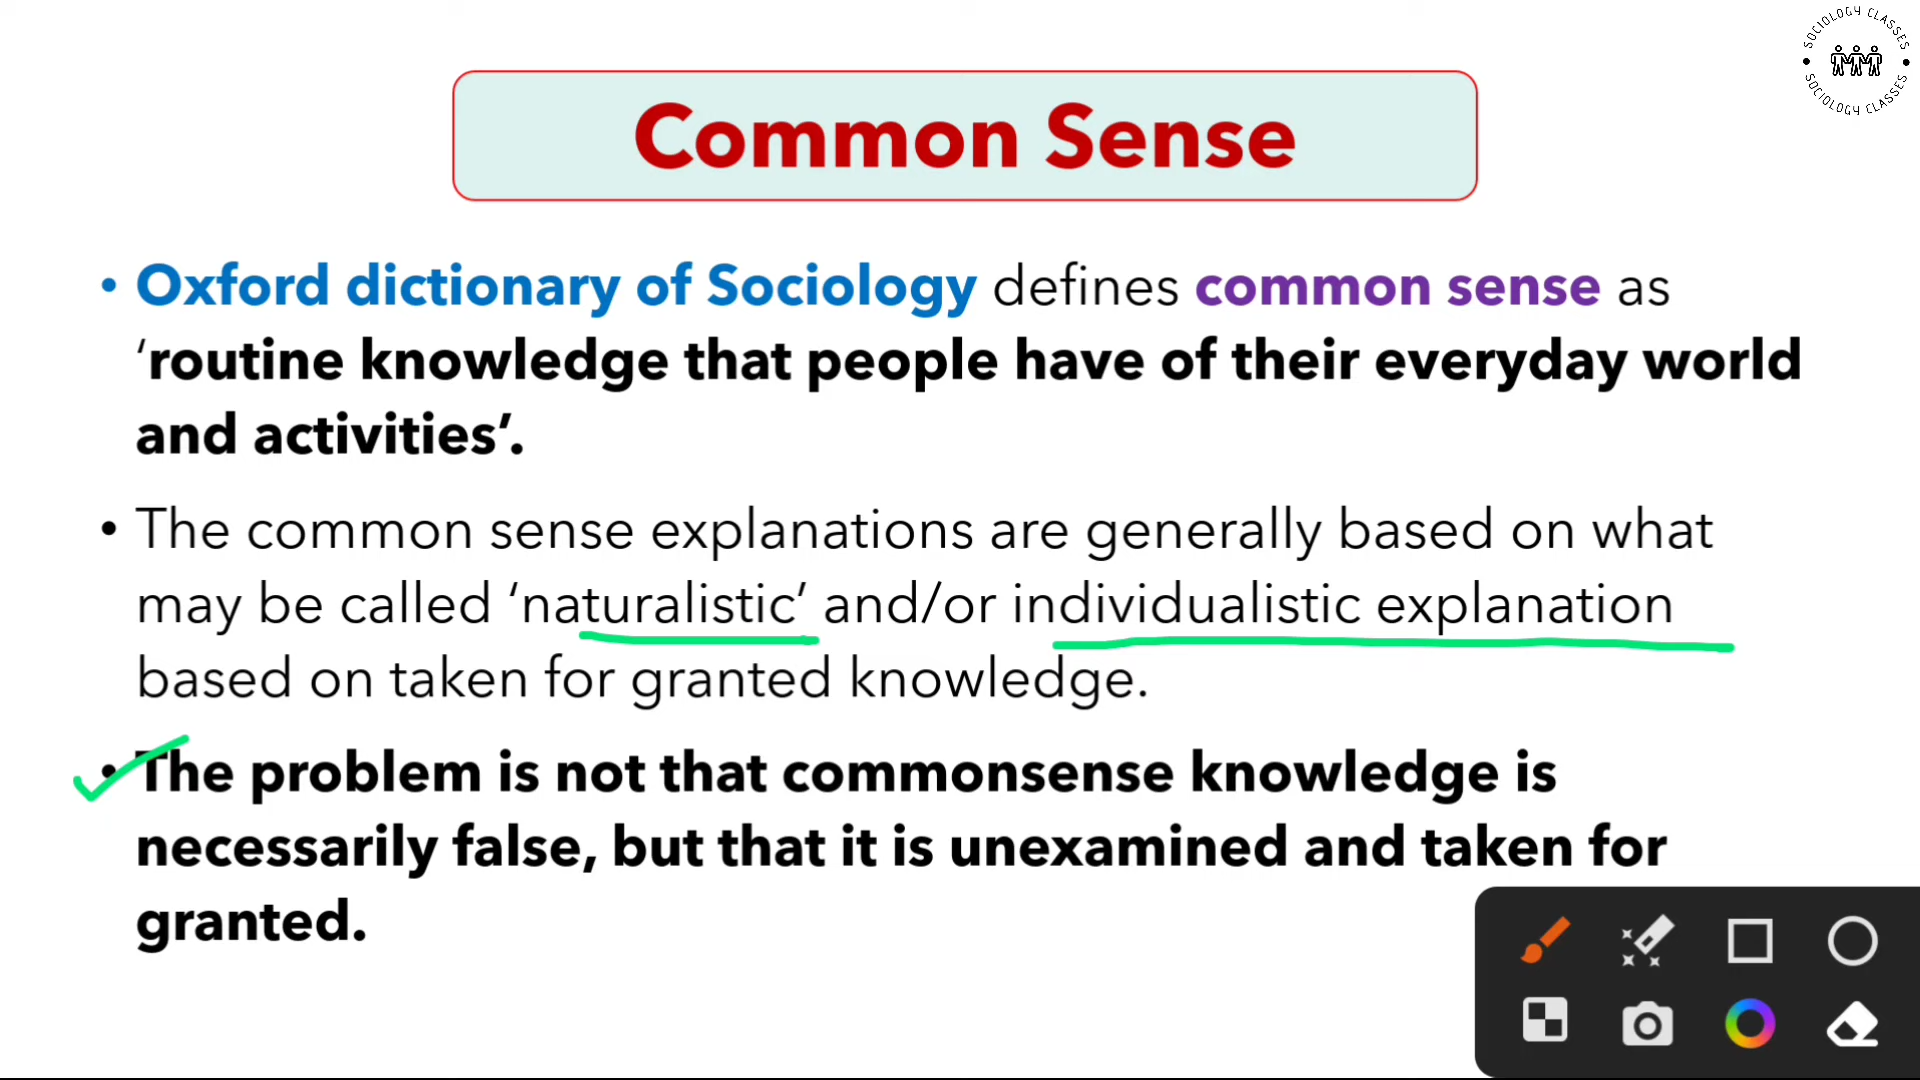 SOCIOLOGY CLASSES
SOCIOLOGY CLASSES
Common Sense
• Oxford dictionary of Sociology defines common sense as
‘routine knowledge that people have of their everyday world
and activities’.
• The common sense explanations are generally based on what
may be called ‘naturalistic’ and/or individualistic explanation
based on taken for granted knowledge.
• The problem is not that commonsense knowledge is
necessarily false, but that it is unexamined and taken for
granted.